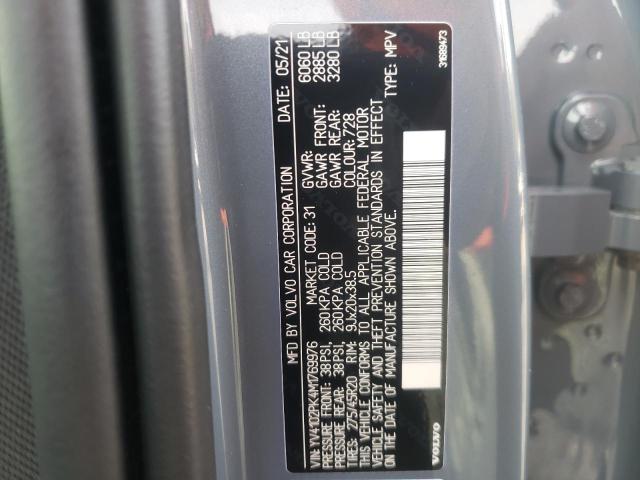 MFD BY VOLVO CAR CORPORATION DATE: 05/21
GVWR: 6060 LB
VIN: YV4102PK4M1769976 MARKET CODE: 31 GAWR FRONT: 2885 LB
PRESSURE FRONT: 38PSI, 260KPA COLD GAWR REAR: 3280 LB
PRESSURE REAR: 38PSI, 260KPA COLD COLOUR: 728
TIRES: 275/45R20 RIM: 9Jx20x38.5 TYPE: MPV
THIS VEHICLE CONFORMS TO ALL APPLICABLE FEDERAL MOTOR
VEHICLE SAFETY AND THEFT PREVENTION STANDARDS IN EFFECT
ON THE DATE OF MANUFACTURE SHOWN ABOVE.
VOLVO
31689473